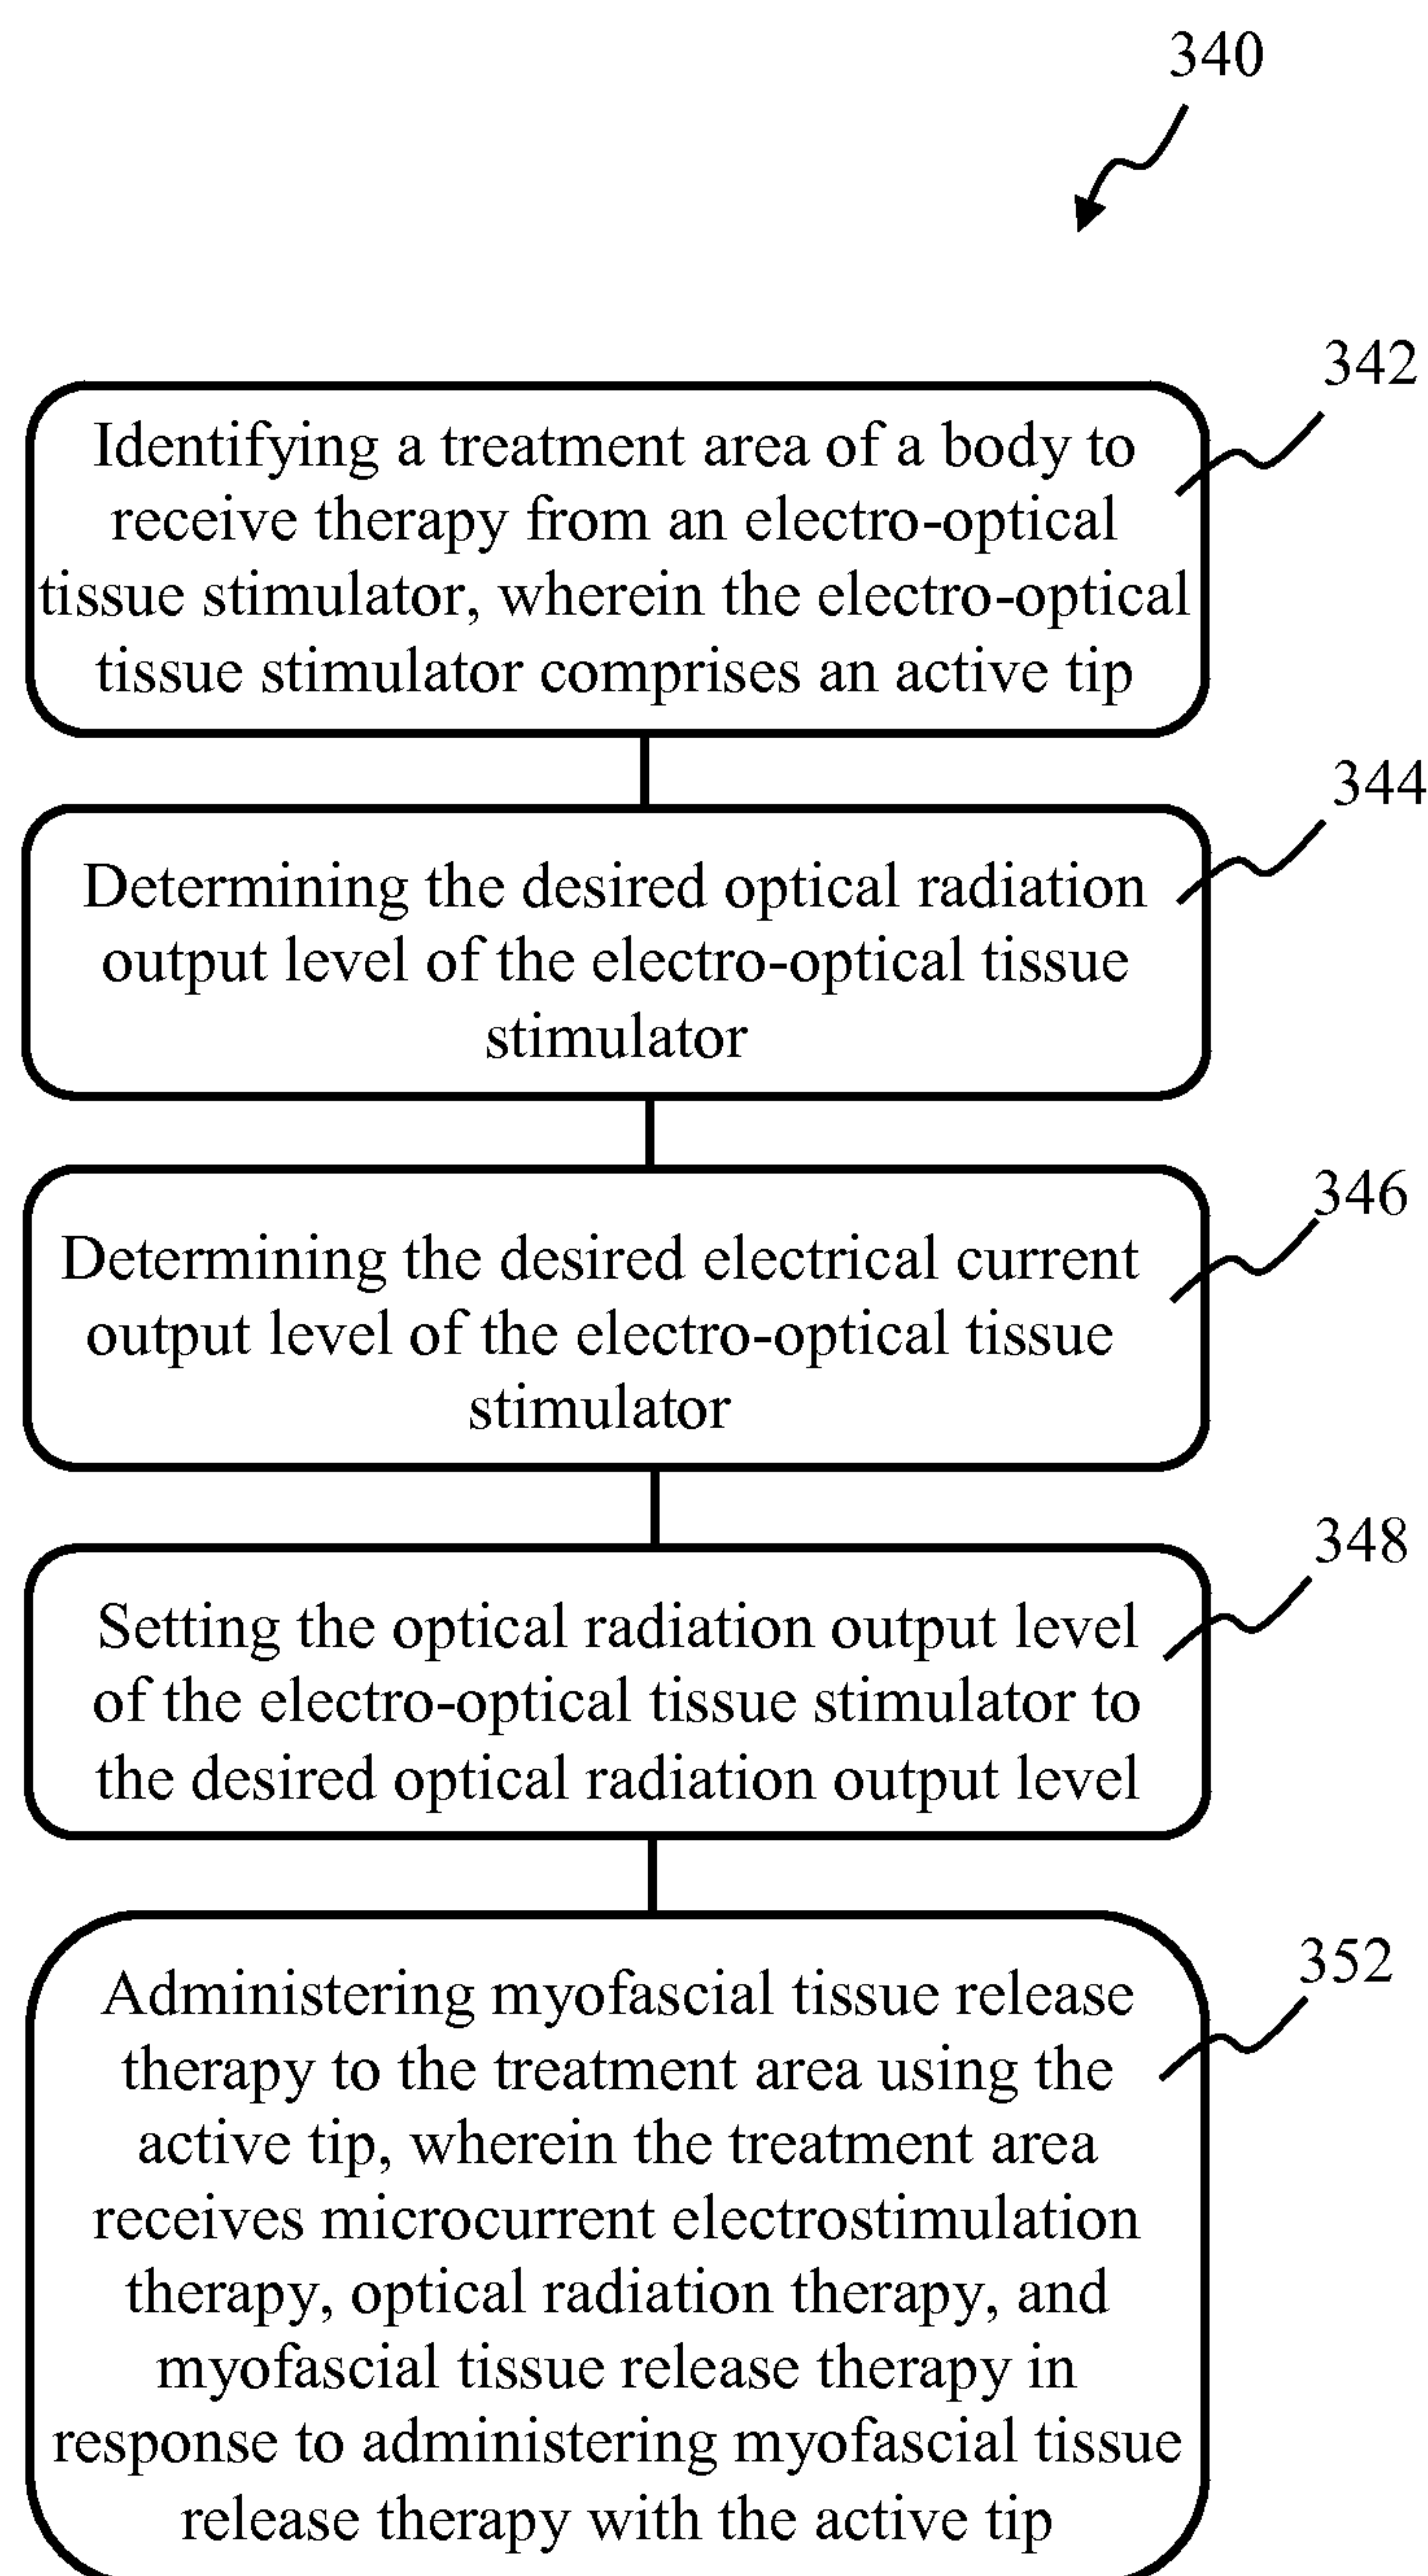 340
342
Identifying a treatment area of a body to
receive therapy from an electro-optical
tissue stimulator, wherein the electro-optical
tissue stimulator comprises an active tip
344
Determining the desired optical radiation
output level of the electro-optical tissue
stimulator
346
Determining the desired electrical current
output level of the electro-optical tissue
stimulator
348
Setting the optical radiation output level
of the electro-optical tissue stimulator to
the desired optical radiation output level
352
Administering myofascial tissue release
therapy to the treatment area using the
active tip, wherein the treatment area
receives microcurrent electrostimulation
therapy, optical radiation therapy, and
myofascial tissue release therapy in
response to administering myofascial tissue
release therapy with the active tip